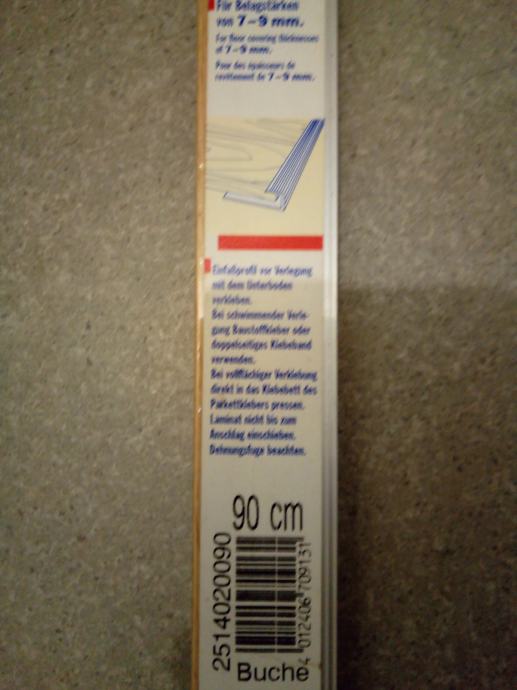 Für Belagstärken
von 7–9 mm.
For floor covering thicknesses
of 7–9 mm.
Pour des épaisseurs de
revêtement de 7–9 mm.
Einfaßprofil vor Verlegung
mit dem Unterboden
verkleben.
Bei schwimmender Verle-
gung Baustoffkleber oder
doppelseitiges Klebeband
verwenden.
Bei vollflächiger Verklebung
direkt in das Klebebett des
Parkettklebers pressen.
Laminat nicht bis zum
Anschlag einschieben.
Dehnungsfuge beachten.
90 cm
2514020090
4 012406 709131
Buche